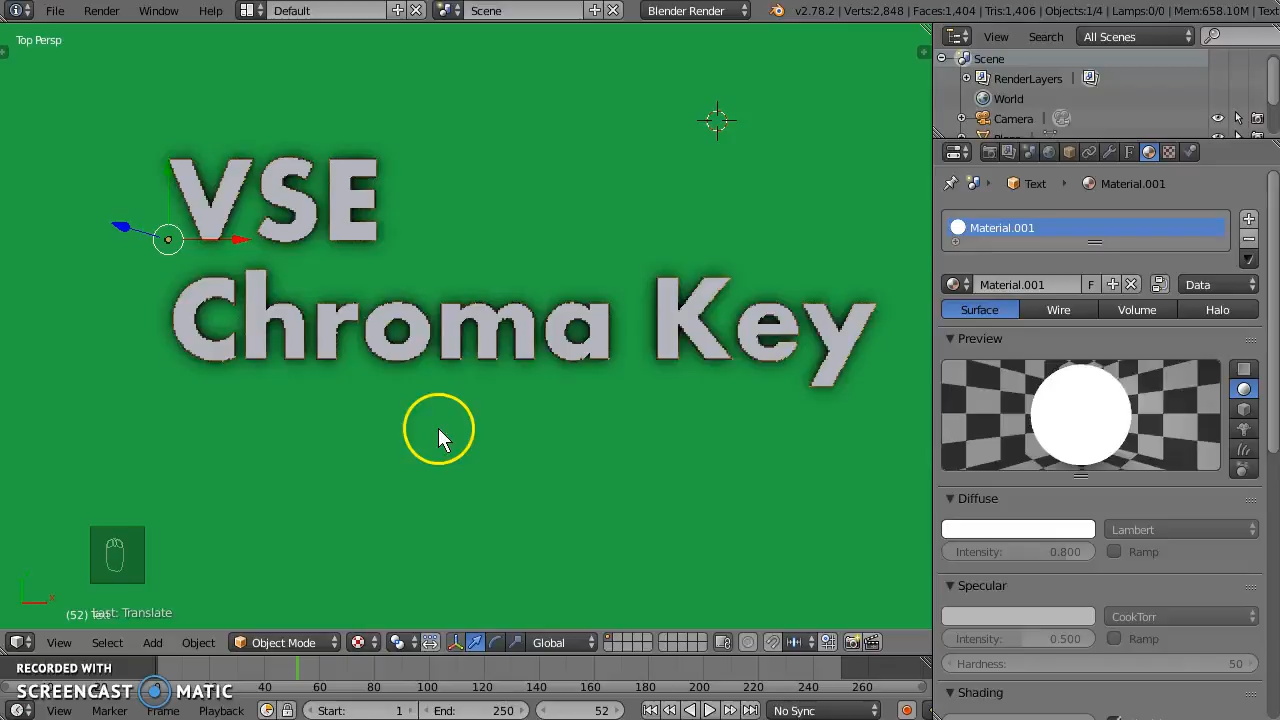 File Render Window Help Default Scene Blender Render v2.78.2 | Verts:2,848 | Faces:1,404 | Tris:1,406 | Objects:1/4 | Lamps:0/0 | Mem:658.10M | Text
Top Persp
View Search All Scenes
Scene
RenderLayers
World
Camera
Text Material.001
Material.001
Material.001 F Data
Surface Wire Volume Halo
Preview
Diffuse
Lambert
Intensity: 0.800 Ramp
Specular
CookTorr
Intensity: 0.500 Ramp
Hardness: 50
Shading
VSE
Chroma Key
Last: Translate
View Select Add Object Object Mode Global
RECORDED WITH
SCREENCAST MATIC
40 60 80 100 120 140 160 180 200 220 240 260
View Marker Frame Playback Start: 1 End: 250 52 No Sync